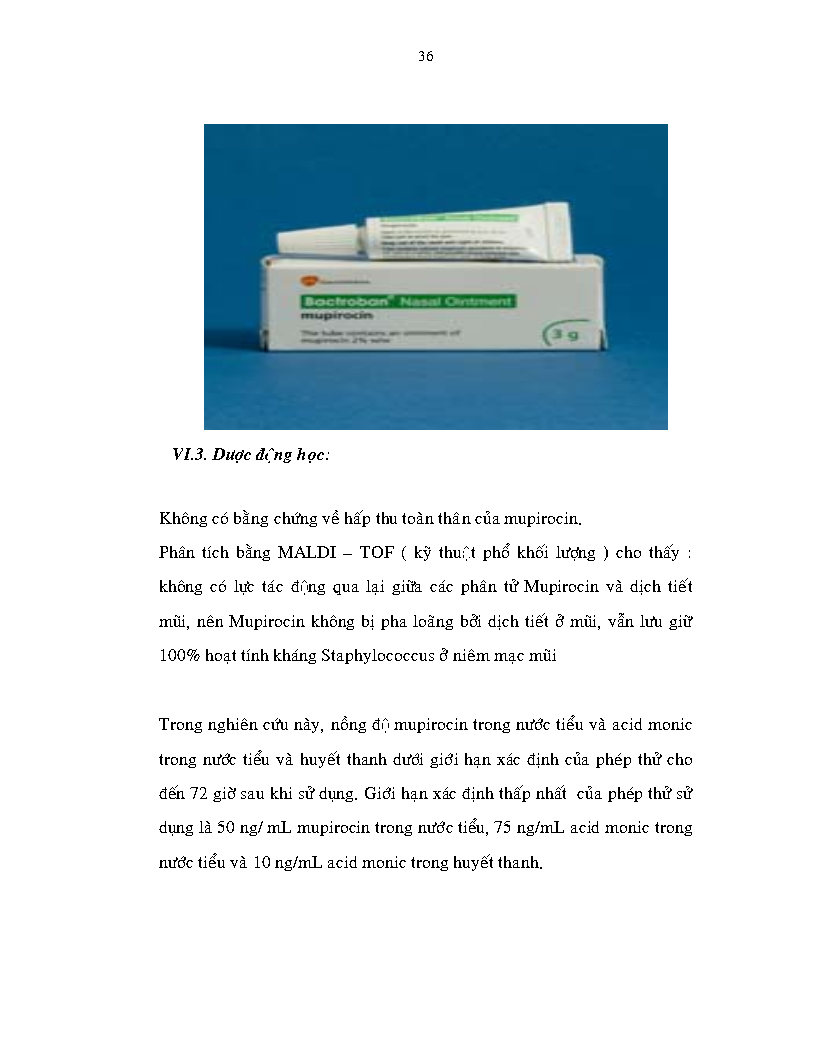 36
Bactroban® Nasal Ointment
mupirocin
The tube contains an ointment of
mupirocin 2% w/w
3 g
VI.3. Dược động học:
Không có bằng chứng về hấp thu toàn thân của mupirocin.
Phân tích bằng MALDI – TOF ( kỹ thuật phổ khối lượng ) cho thấy :
không có lực tác động qua lại giữa các phân tử Mupirocin và dịch tiết
mũi, nên Mupirocin không bị pha loãng bởi dịch tiết ở mũi, vẫn lưu giữ
100% hoạt tính kháng Staphylococcus ở niêm mạc mũi
Trong nghiên cứu này, nồng độ mupirocin trong nước tiểu và acid monic
trong nước tiểu và huyết thanh dưới giới hạn xác định của phép thử cho
đến 72 giờ sau khi sử dụng. Giới hạn xác định thấp nhất của phép thử sử
dụng là 50 ng/ mL mupirocin trong nước tiểu, 75 ng/mL acid monic trong
nước tiểu và 10 ng/mL acid monic trong huyết thanh.